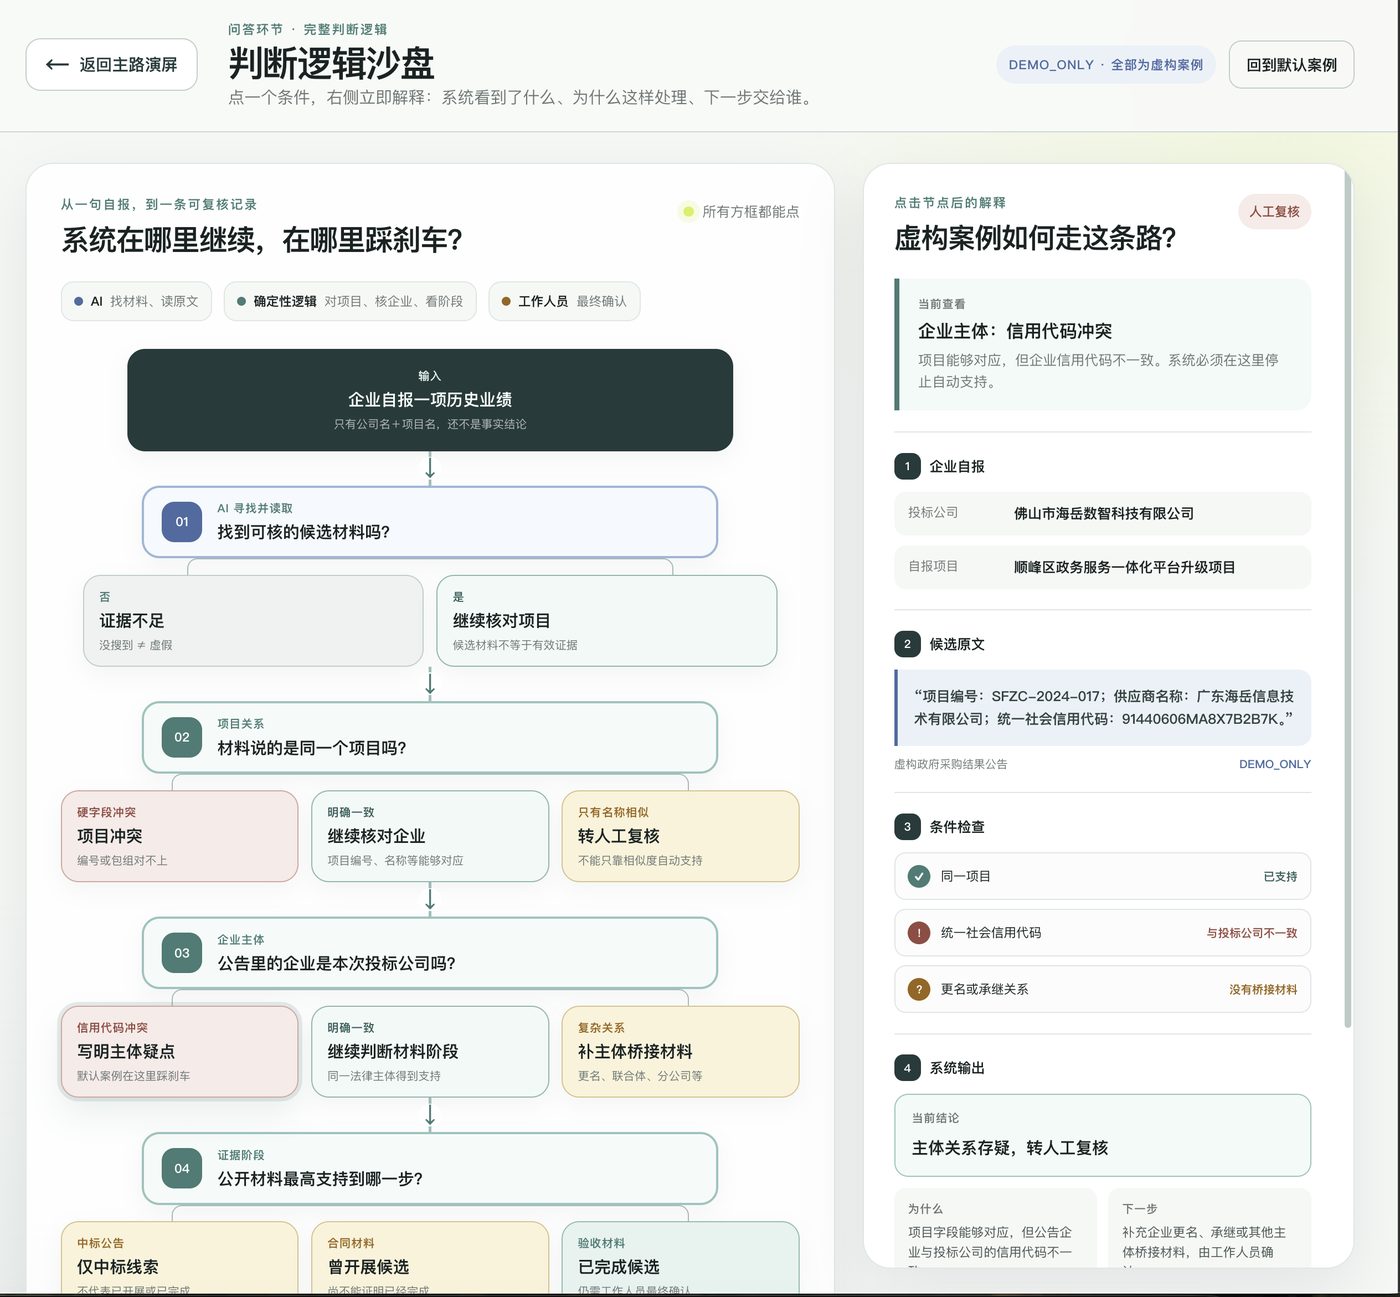 ← 返回主路演屏
问答环节 · 完整判断逻辑
判断逻辑沙盘
点一个条件，右侧立即解释：系统看到了什么、为什么这样处理、下一步交给谁。
DEMO_ONLY · 全部为虚构案例
回到默认案例
从一句自报，到一条可复核记录
系统在哪里继续，在哪里踩刹车？
所有方框都能点
AI 找材料、读原文
确定性逻辑 对项目、核企业、看阶段
工作人员 最终确认
输入
企业自报一项历史业绩
只有公司名＋项目名，还不是事实结论
01
AI 寻找并读取
找到可核的候选材料吗？
否
证据不足
没搜到 ≠ 虚假
是
继续核对项目
候选材料不等于有效证据
02
项目关系
材料说的是同一个项目吗？
硬字段冲突
项目冲突
编号或包组对不上
明确一致
继续核对企业
项目编号、名称等能够对应
只有名称相似
转人工复核
不能只靠相似度自动支持
03
企业主体
公告里的企业是本次投标公司吗？
信用代码冲突
写明主体疑点
默认案例在这里踩刹车
明确一致
继续判断材料阶段
同一法律主体得到支持
复杂关系
补主体桥接材料
更名、联合体、分公司等
04
证据阶段
公开材料最高支持到哪一步？
中标公告
仅中标线索
不代表已开展或已完成
合同材料
曾开展候选
尚不能证明已经完成
验收材料
已完成候选
仍需工作人员最终确认
点击节点后的解释
虚构案例如何走这条路？
人工复核
当前查看
企业主体：信用代码冲突
项目能够对应，但企业信用代码不一致。系统必须在这里停
止自动支持。
1 企业自报
投标公司 佛山市海岳数智科技有限公司
自报项目 顺峰区政务服务一体化平台升级项目
2 候选原文
“项目编号：SFZC-2024-017；供应商名称：广东海岳信息技
术有限公司；统一社会信用代码：91440606MA8X7B2B7K。”
虚构政府采购结果公告
DEMO_ONLY
3 条件检查
同一项目 已支持
! 统一社会信用代码 与投标公司不一致
? 更名或承继关系 没有桥接材料
4 系统输出
当前结论
主体关系存疑，转人工复核
为什么
项目字段能够对应，但公告企
业与投标公司的信用代码不一
下一步
补充企业更名、承继或其他主
体桥接材料，由工作人员确